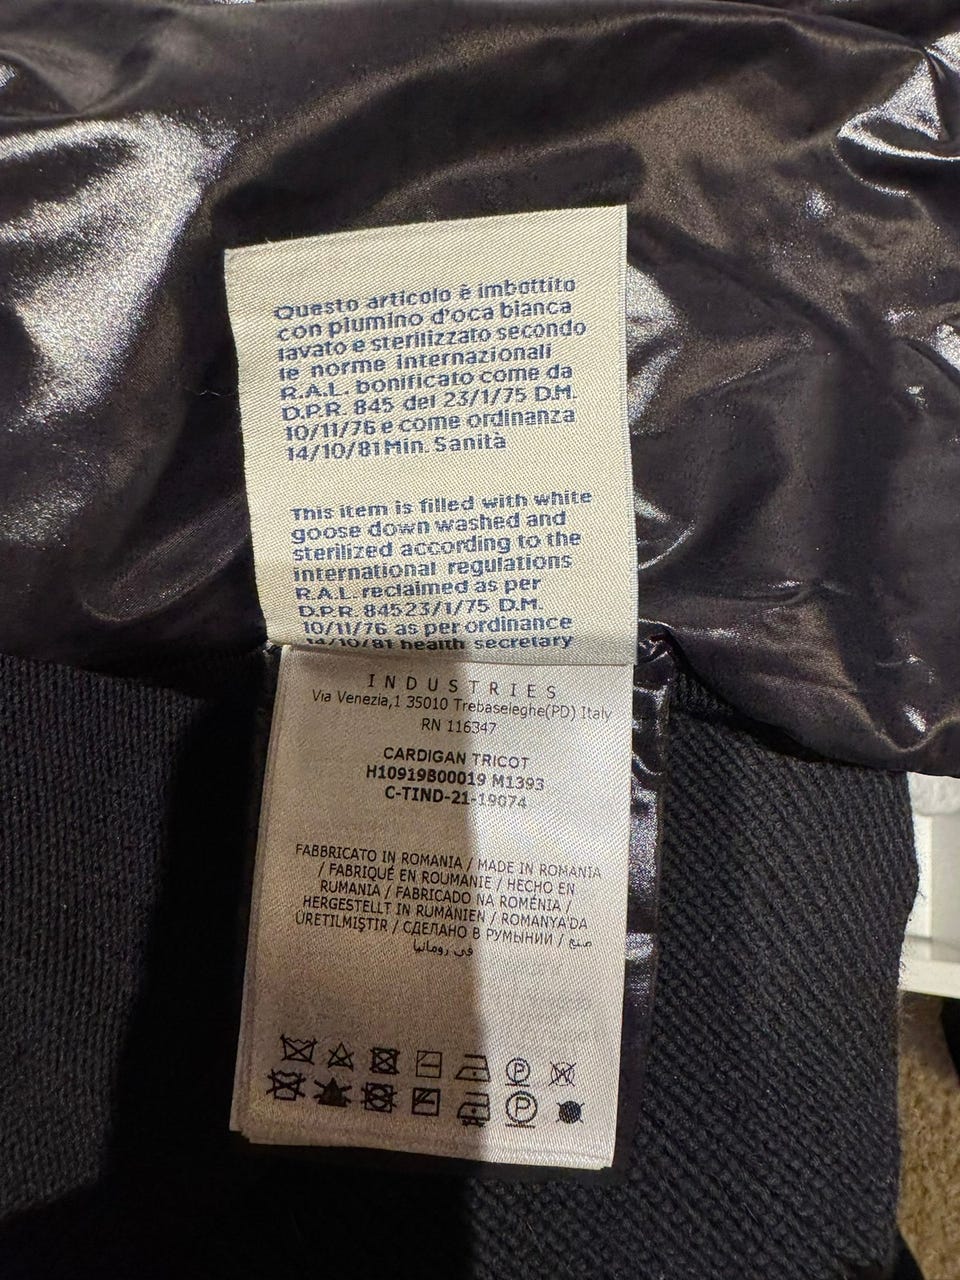 Questo articolo è imbottito
con piumino d'oca bianca
lavato e sterilizzato secondo
le norme internazionali
R.A.L. bonificato come da
D.P.R. 845 del 23/1/75 D.M.
10/11/76 e come ordinanza
14/10/81 Min. Sanità
This item is filled with white
goose down washed and
sterilized according to the
international regulations
R.A.L. reclaimed as per
D.P.R. 84523/1/75 D.M.
10/11/76 as per ordinance
14/10/81 health secretary
INDUSTRIES
Via Venezia,1 35010 Trebaseleghe(PD) Italy
RN 116347
CARDIGAN TRICOT
H10919B00019 M1393
C-TIND-21-19074
FABBRICATO IN ROMANIA / MADE IN ROMANIA
/ FABRIQUÉ EN ROUMANIE / HECHO EN
RUMANIA / FABRICADO NA ROMÉNIA /
HERGESTELLT IN RUMÄNIEN / ROMANYA'DA
ÜRETILMIŞTIR / СДЕЛАНО В РУМЫНИИ / صنع
في رومانيا
P
P